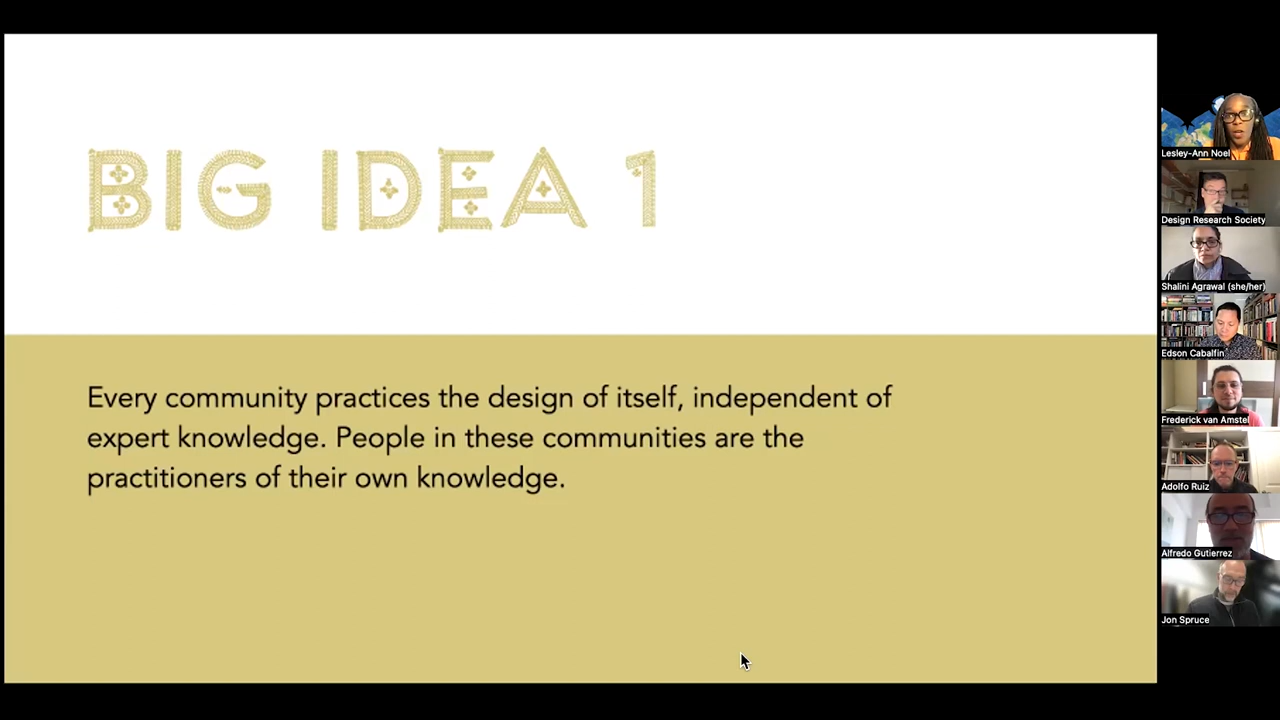 BIG IDEA 1
Every community practices the design of itself, independent of
expert knowledge. People in these communities are the
practitioners of their own knowledge.
Lesley-Ann Noel
Design Research Society
Shalini Agrawal (she/her)
Edson Cabalfin
Frederick van Amstel
Adolfo Ruiz
Alfredo Gutierrez
Jon Spruce